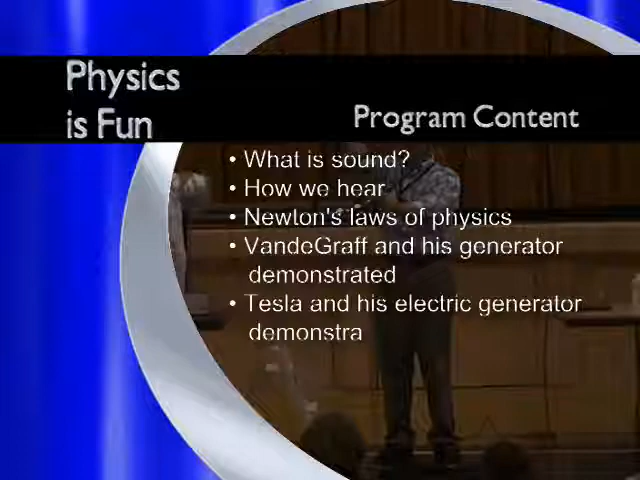 Physics
is Fun
Program Content
• What is sound?
• How we hear
• Newton's laws of physics
• VandeGraff and his generator
demonstrated
• Tesla and his electric generator
demonstra